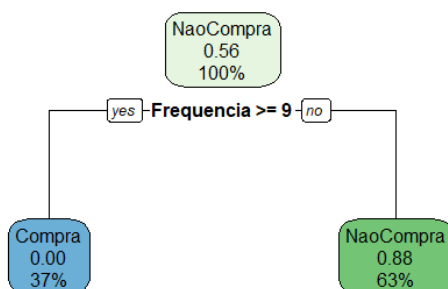 NaoCompra
0.56
100%
yes Frequencia >= 9 no
Compra
0.00
37%
NaoCompra
0.88
63%